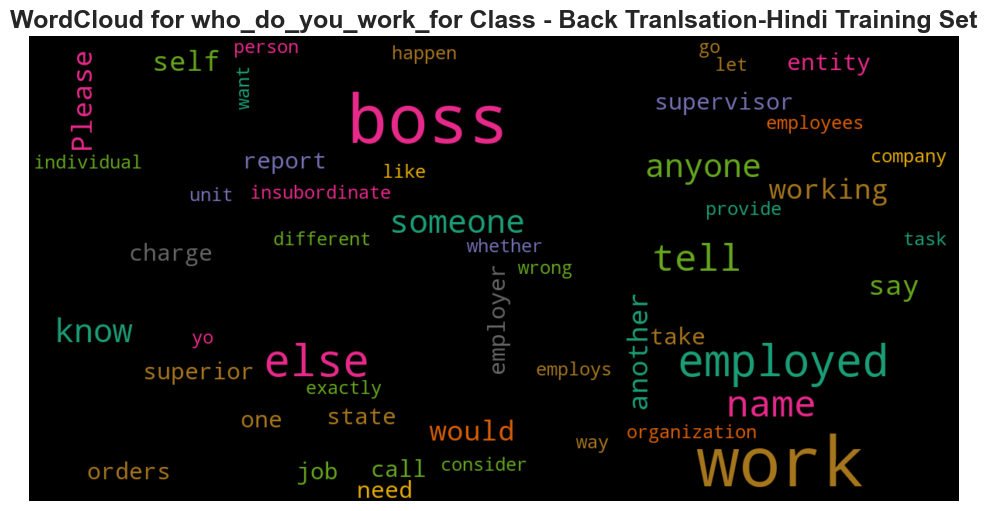 WordCloud for who_do_you_work_for Class - Back Tranlsation-Hindi Training Set
person
happen
go
let
Please
self
want
entity
boss
supervisor
employees
individual
report
like
anyone
company
unit
insubordinate
working
provide
someone
different
whether
task
charge
wrong
tell
employer
say
know
another
yo
take
superior
else
employs
employed
exactly
name
one
state
would
way
organization
orders
job
call
consider
work
need